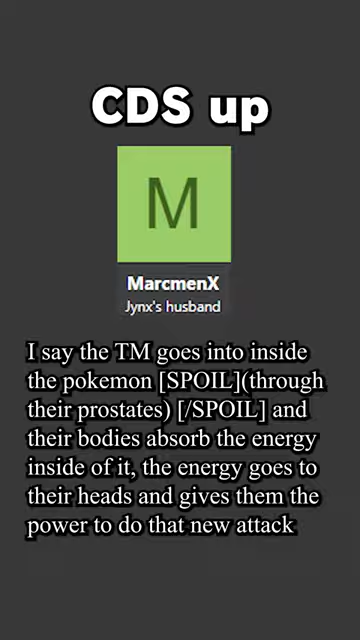 CDS up
M
MarcmenX
Jynx's husband
I say the TM goes into inside
the pokemon [SPOIL](through
their prostates) [/SPOIL] and
their bodies absorb the energy
inside of it, the energy goes to
their heads and gives them the
power to do that new attack